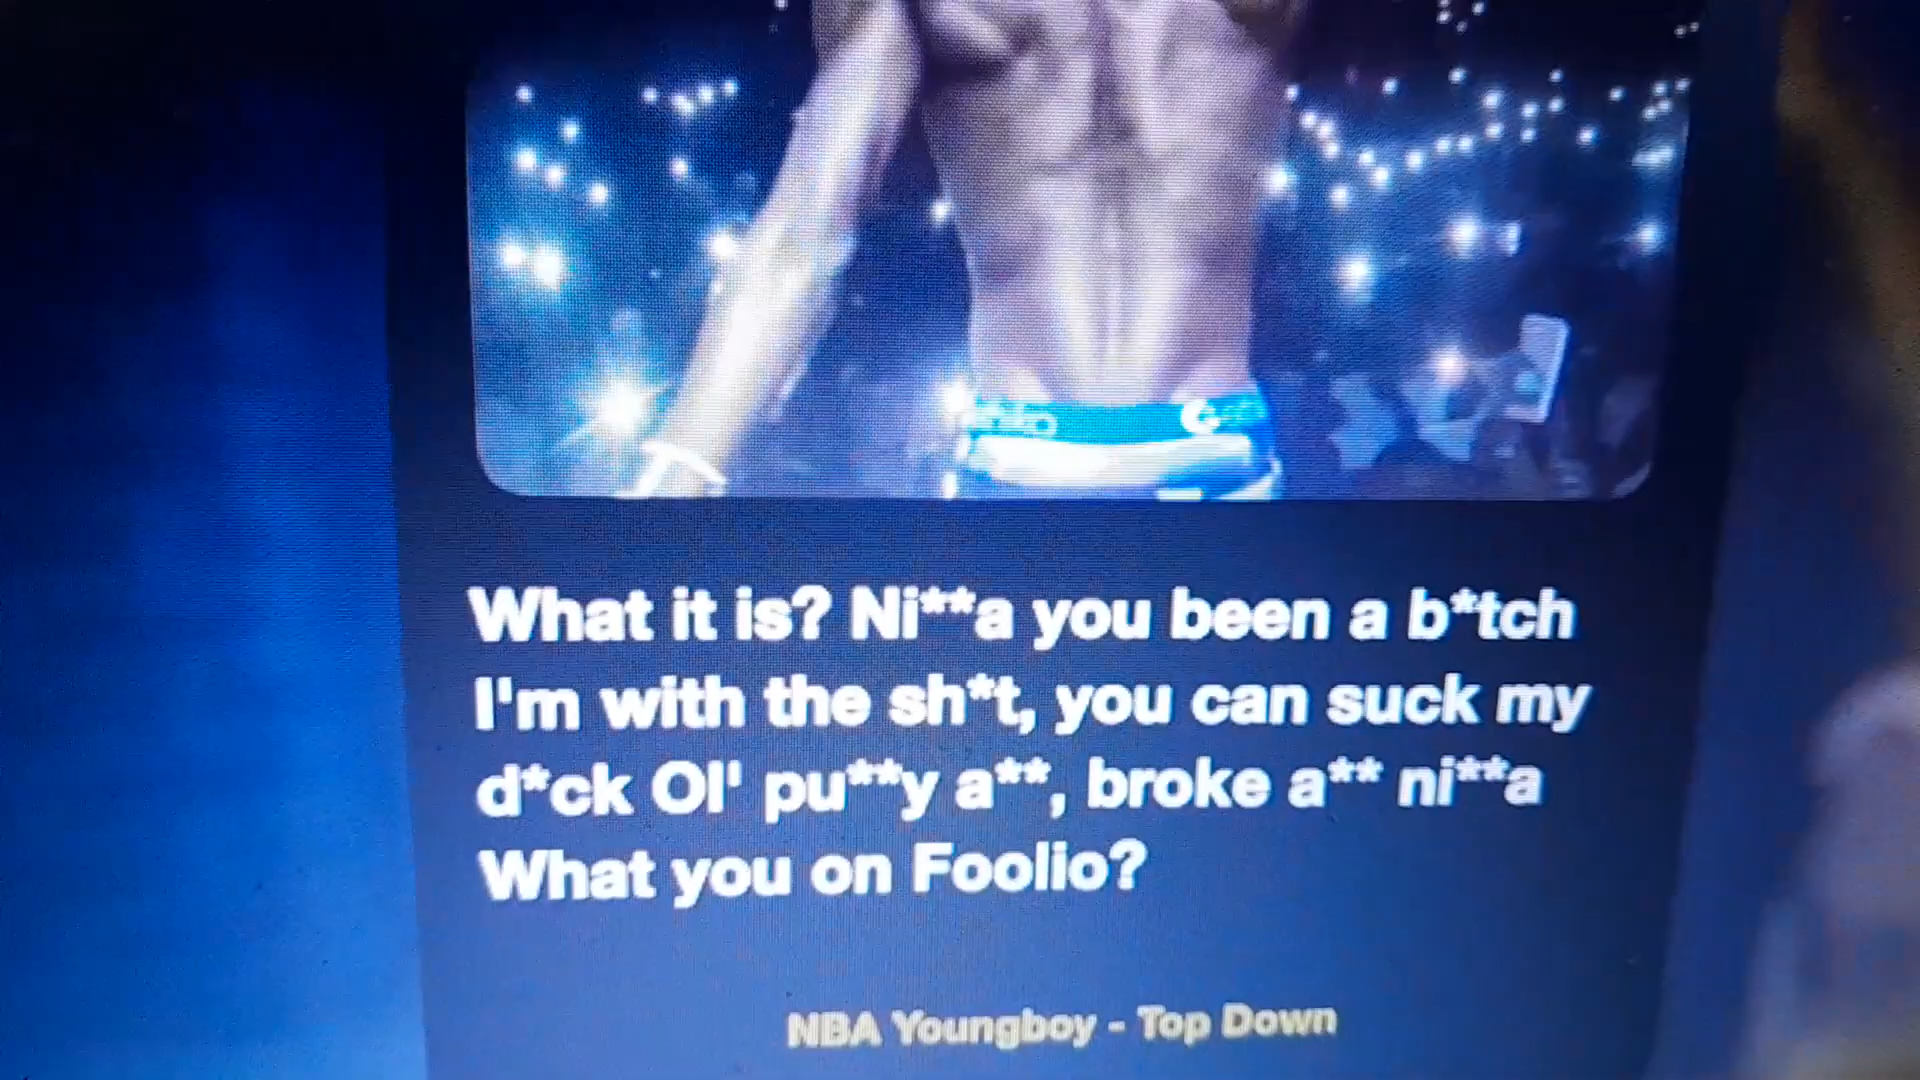 What it is? Ni**a you been a b*tch
I'm with the sh*t, you can suck my
d*ck Ol' pu**y a**, broke a** ni**a
What you on Foolio?
NBA Youngboy - Top Down